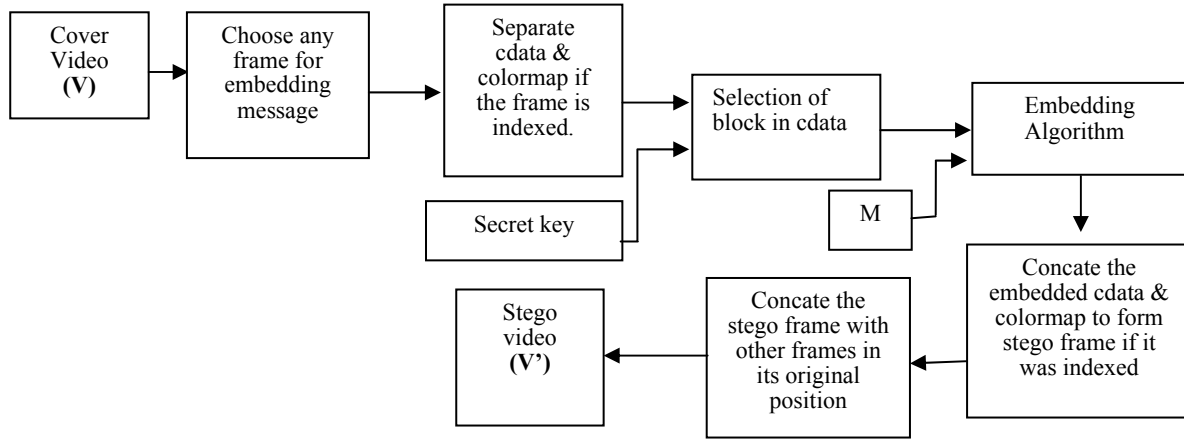 Cover
Video
(V)
Choose any
frame for
embedding
message
Separate
cdata &
colormap if
the frame is
indexed.
Selection of
block in cdata
Embedding
Algorithm
Secret key
M
Concate the
embedded cdata &
colormap to form
stego frame if it
was indexed
Concate the
stego frame with
other frames in
its original
position
Stego
video
(V’)